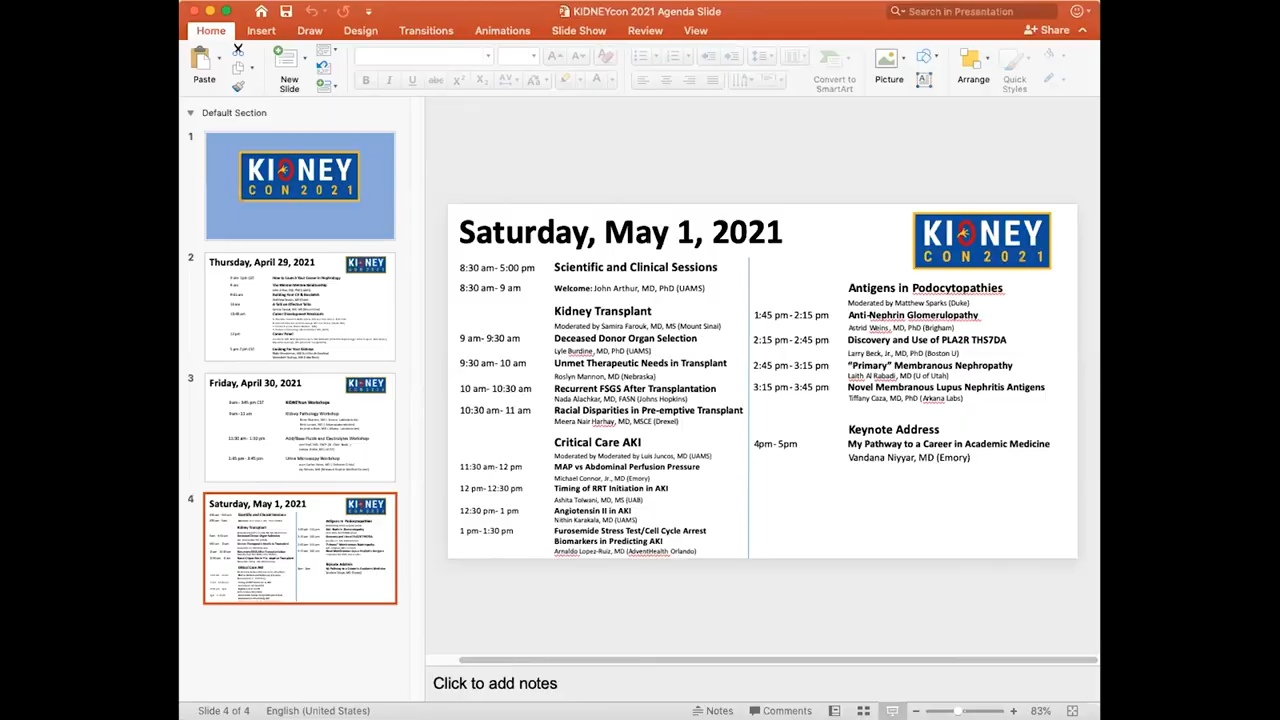 KIDNEYcon 2021 Agenda Slide
Search in Presentation
Home Insert Draw Design Transitions Animations Slide Show Review View Share
Paste
New
Slide
Convert to
SmartArt
Picture
Arrange
Quick
Styles
Default Section
1
KIDNEY
CON 2021
2
Thursday, April 29, 2021
3
Friday, April 30, 2021
4
Saturday, May 1, 2021
Saturday, May 1, 2021
KIDNEY
CON 2021
8:30 am- 5:00 pm Scientific and Clinical Sessions
8:30 am- 9 am Welcome: John Arthur, MD, PhD (UAMS)
Kidney Transplant
Moderated by Samira Farouk, MD, MS (Mount Sinai)
9 am- 9:30 am Deceased Donor Organ Selection
Lyle Burdine, MD, PhD (UAMS)
9:30 am- 10 am Unmet Therapeutic Needs in Transplant
Roslyn Mannon, MD (Nebraska)
10 am- 10:30 am Recurrent FSGS After Transplantation
Nada Alachkar, MD, FASN (Johns Hopkins)
10:30 am- 11 am Racial Disparities in Pre-emptive Transplant
Meera Nair Harhay, MD, MSCE (Drexel)
Critical Care AKI
Moderated by Moderated by Luis Juncos, MD (UAMS)
11:30 am-12 pm MAP vs Abdominal Perfusion Pressure
Michael Connor, Jr., MD (Emory)
12 pm-12:30 pm Timing of RRT Initiation in AKI
Ashita Tolwani, MD, MS (UAB)
12:30 pm- 1 pm Angiotensin II in AKI
Nithin Karakala, MD (UAMS)
1 pm-1:30 pm Furosemide Stress Test/Cell Cycle Arrest
Biomarkers in Predicting AKI
Arnaldo Lopez-Ruiz, MD (AdventHealth Orlando)
Antigens in Podocvtopathies
Moderated by Matthew Sparks (Duke)
1:45 pm- 2:15 pm Anti-Nephrin Glomerulopathy
Astrid Weins, MD, PhD (Brigham)
2:15 pm - 2:45 pm Discovery and Use of PLA2R THS7DA
Larry Beck, Jr., MD, PhD (Boston U)
2:45 pm - 3:15 pm “Primary” Membranous Nephropathy
Laith Al Rabadi, MD (U of Utah)
3:15 pm - 3:45 pm Novel Membranous Lupus Nephritis Antigens
Tiffany Caza, MD, PhD (Arkana Labs)
Keynote Address
4pm- 5pm My Pathway to a Career in Academic Medicine
Vandana Niyyar, MD (Emory)
Click to add notes
Slide 4 of 4 English (United States) Notes Comments 83%